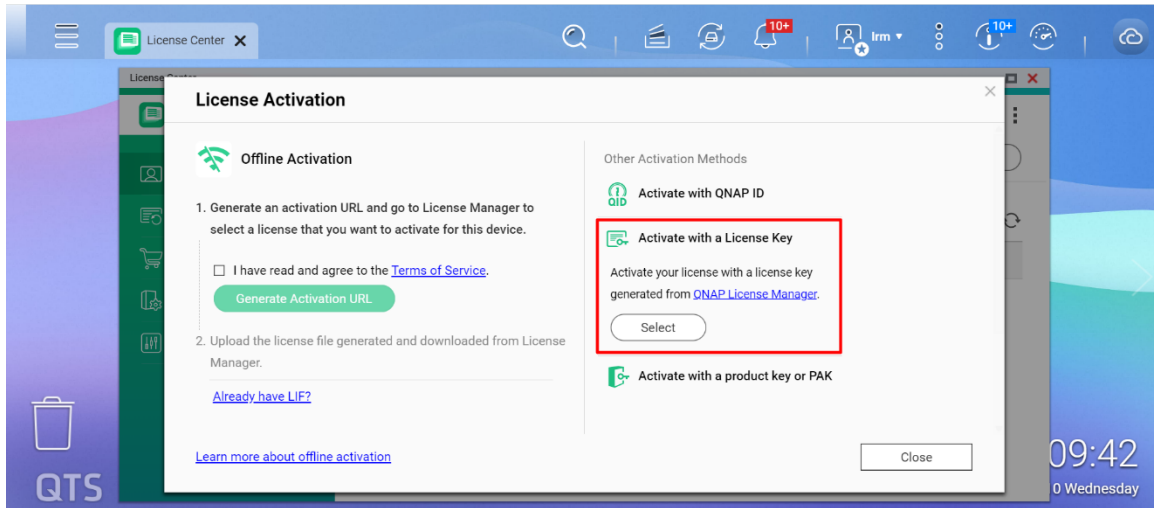 License Center
10+
lrm
10+
License Center
License Activation
Offline Activation
1. Generate an activation URL and go to License Manager to
select a license that you want to activate for this device.
I have read and agree to the Terms of Service.
Generate Activation URL
2. Upload the license file generated and downloaded from License
Manager.
Already have LIF?
Learn more about offline activation
Other Activation Methods
QID
Activate with QNAP ID
Activate with a License Key
Activate your license with a license key
generated from QNAP License Manager.
Select
Activate with a product key or PAK
Close
QTS
09:42
0 Wednesday